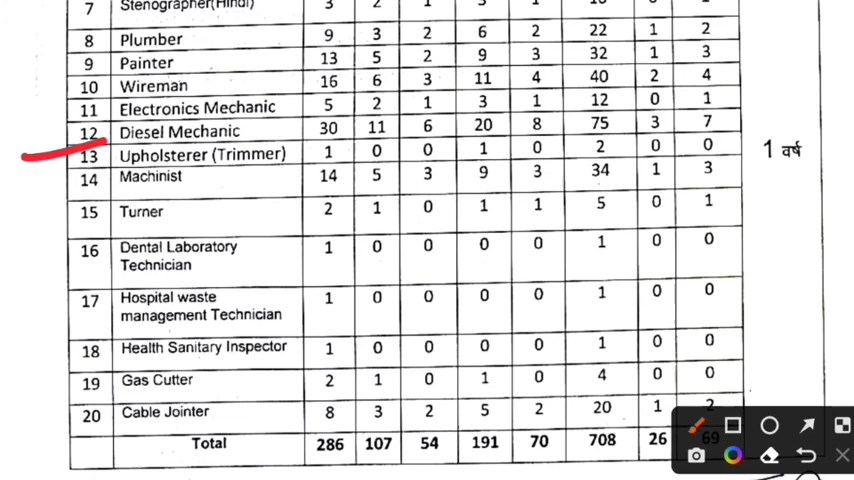 7 Stenographer(Hindi) 3 2 1 1
8 Plumber 9 3 2 6 2 22 1 2
9 Painter 13 5 2 9 3 32 1 3
10 Wireman 16 6 3 11 4 40 2 4
11 Electronics Mechanic 5 2 1 3 1 12 0 1
12 Diesel Mechanic 30 11 6 20 8 75 3 7
13 Upholsterer (Trimmer) 1 0 0 1 0 2 0 0
1 वर्ष
14 Machinist 14 5 3 9 3 34 1 3
15 Turner 2 1 0 1 1 5 0 1
16 Dental Laboratory 1 0 0 0 0 1 0 0
Technician
17 Hospital waste 1 0 0 0 0 1 0 0
management Technician
18 Health Sanitary Inspector 1 0 0 0 0 1 0 0
19 Gas Cutter 2 1 0 1 0 4 0 0
20 Cable Jointer 8 3 2 5 2 20 1 2
Total 286 107 54 191 70 708 26 69